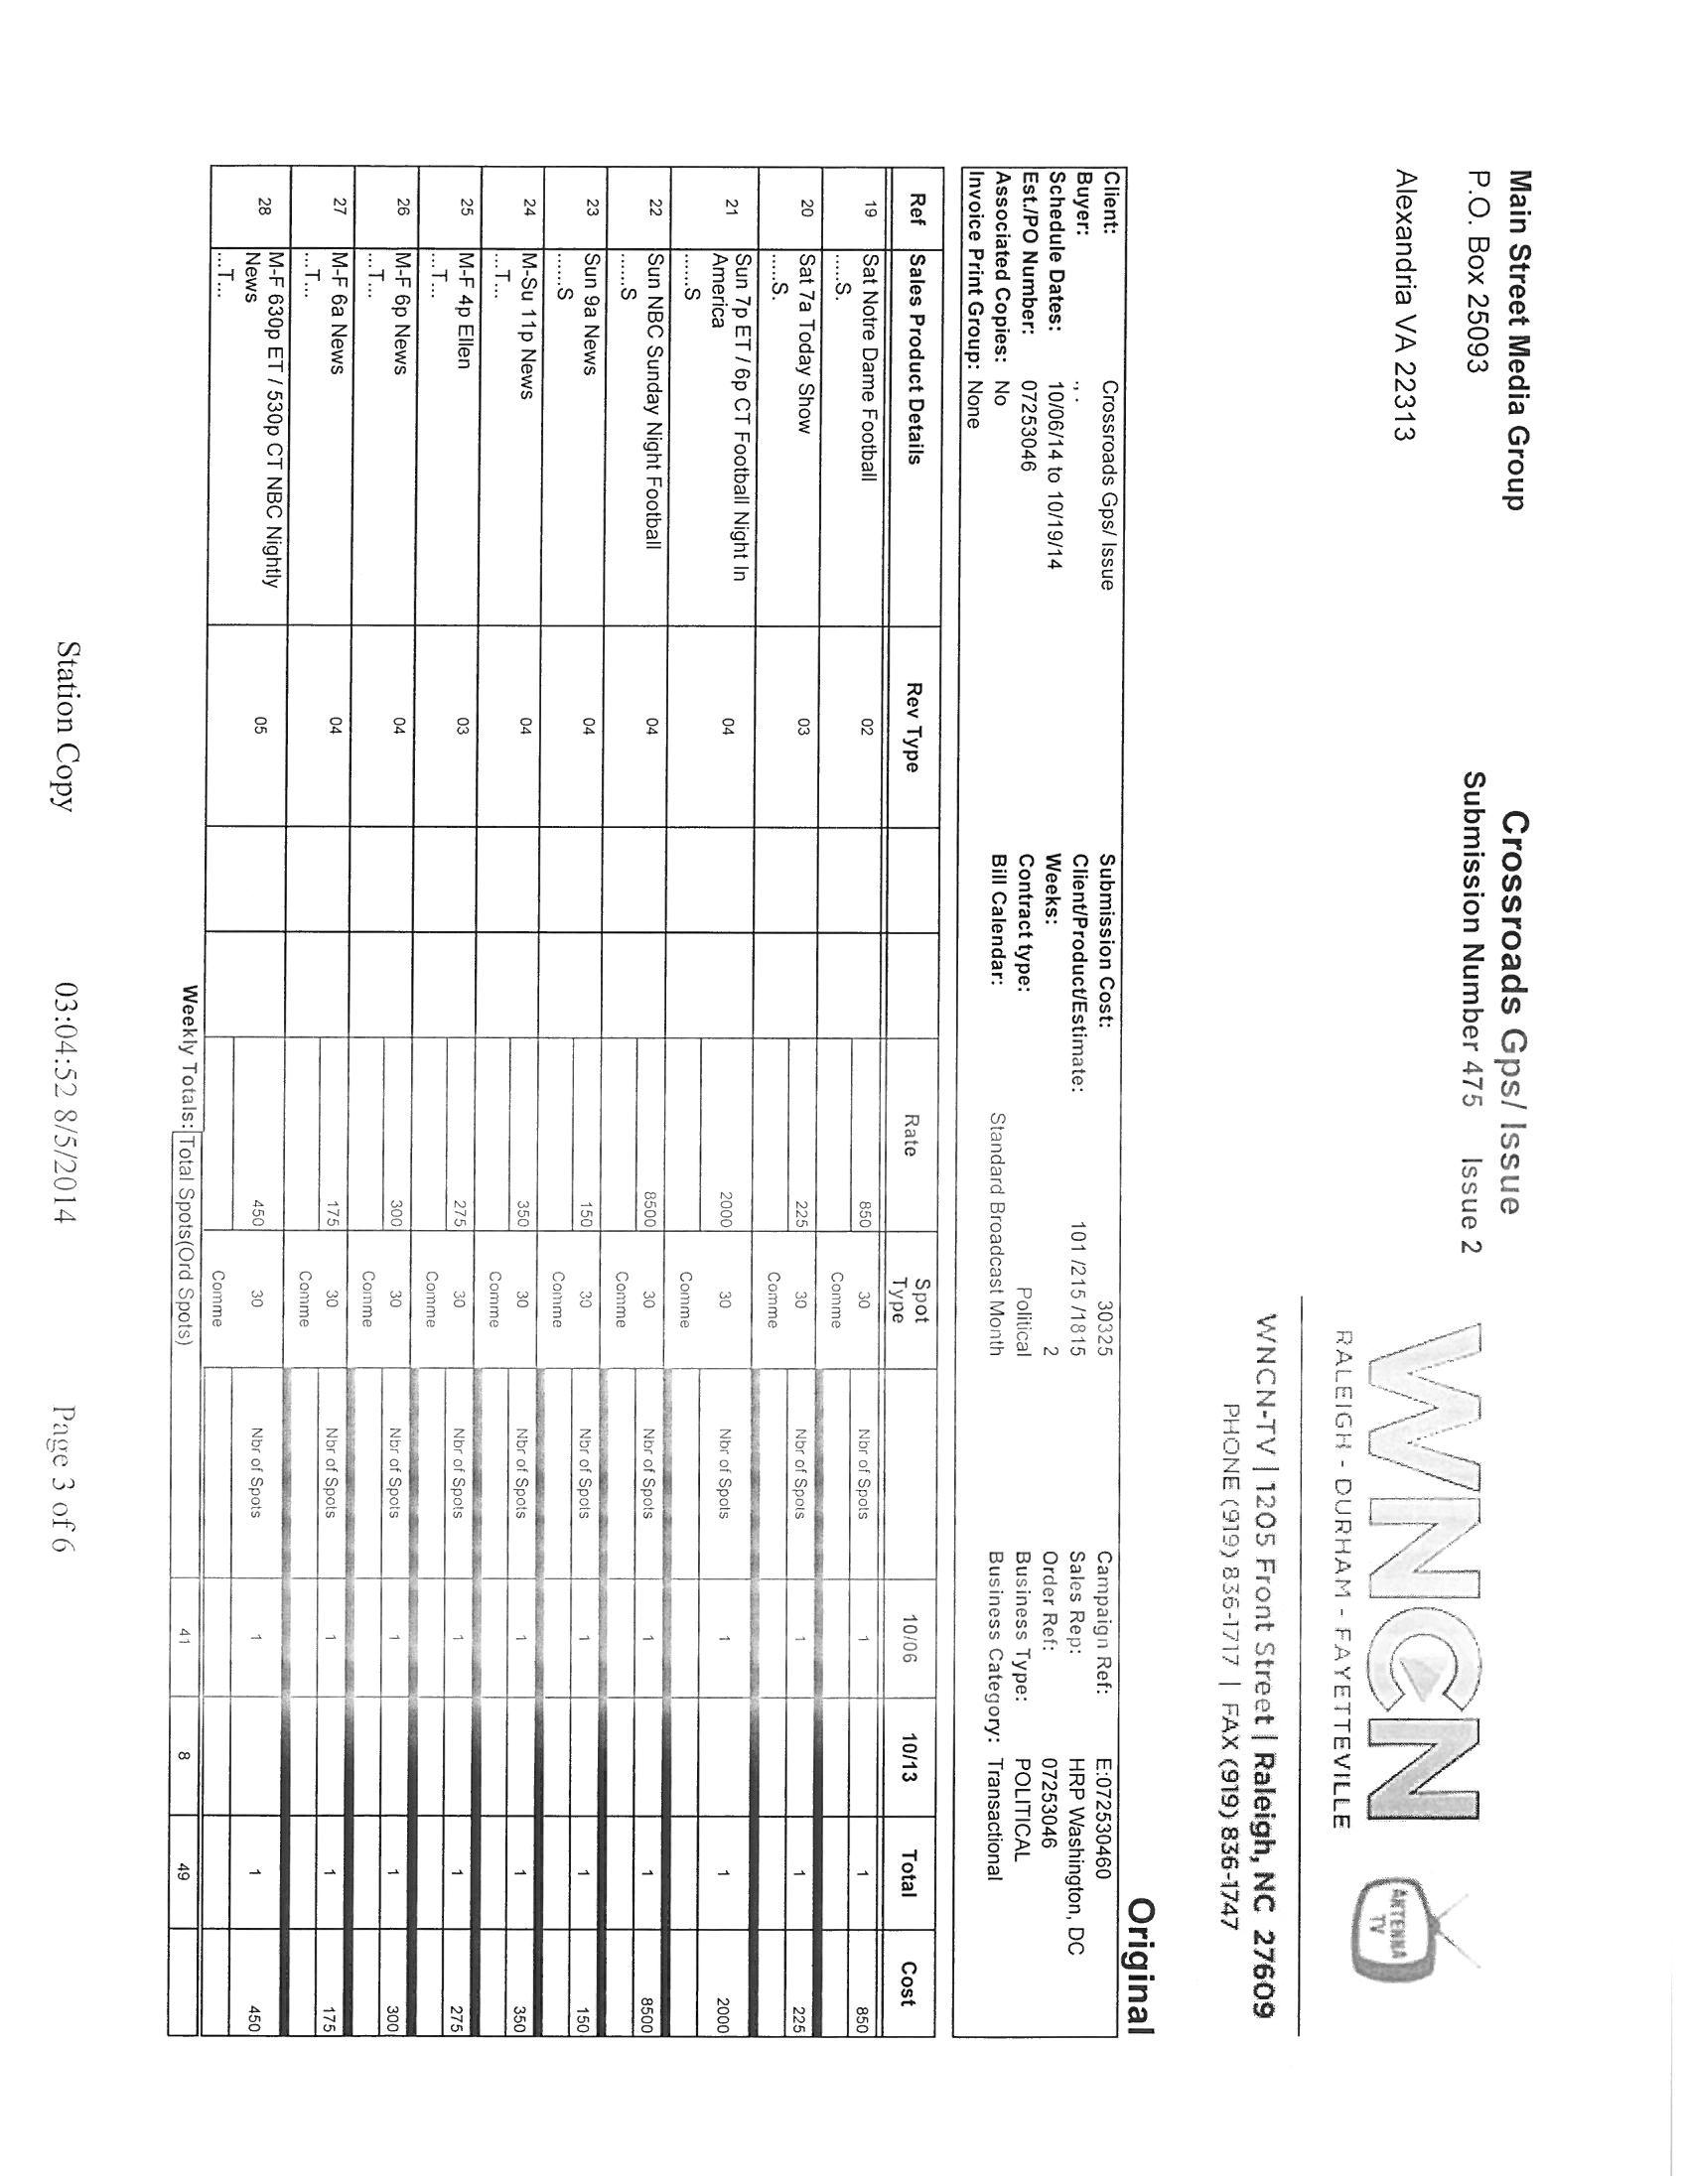 Main Street Media Group
P.O. Box 25093
Alexandria VA 22313
Crossroads Gps/ Issue
Submission Number 475 Issue 2
WNCN
RALEIGH - DURHAM - FAYETTEVILLE
ANTENNA
TV
WNCN-TV | 1205 Front Street | Raleigh, NC 27609
PHONE (919) 836-1717 | FAX (919) 836-1747
Original
Client: Crossroads Gps/ Issue Submission Cost: 30325 Campaign Ref: E:072530460
Buyer: ., . Client/Product/Estimate: 101 /215 /1815 Sales Rep: HRP Washington, DC
Schedule Dates: 10/06/14 to 10/19/14 Weeks: 2 Order Ref: 07253046
Est./PO Number: 07253046 Contract type: Political Business Type: POLITICAL
Associated Copies: No Bill Calendar: Standard Broadcast Month Business Category: Transactional
Invoice Print Group: None
Ref Sales Product Details Rev Type Rate Spot Type 10/06 10/13 Total Cost
19 Sat Notre Dame Football 02 850 30 Nbr of Spots 1 1 850
.....S. Comme
20 Sat 7a Today Show 03 225 30 Nbr of Spots 1 1 225
.....S. Comme
21 Sun 7p ET / 6p CT Football Night In 04 2000 30 Nbr of Spots 1 1 2000
America
......S Comme
22 Sun NBC Sunday Night Football 04 8500 30 Nbr of Spots 1 1 8500
......S Comme
23 Sun 9a News 04 150 30 Nbr of Spots 1 1 150
......S Comme
24 M-Su 11p News 04 350 30 Nbr of Spots 1 1 350
...T... Comme
25 M-F 4p Ellen 03 275 30 Nbr of Spots 1 1 275
...T... Comme
26 M-F 6p News 04 300 30 Nbr of Spots 1 1 300
...T... Comme
27 M-F 6a News 04 175 30 Nbr of Spots 1 1 175
...T... Comme
28 M-F 630p ET / 530p CT NBC Nightly 05 450 30 Nbr of Spots 1 1 450
News
...T... Comme
Weekly Totals: Total Spots(Ord Spots) 41 8 49
Station Copy 03:04:52 8/5/2014 Page 3 of 6